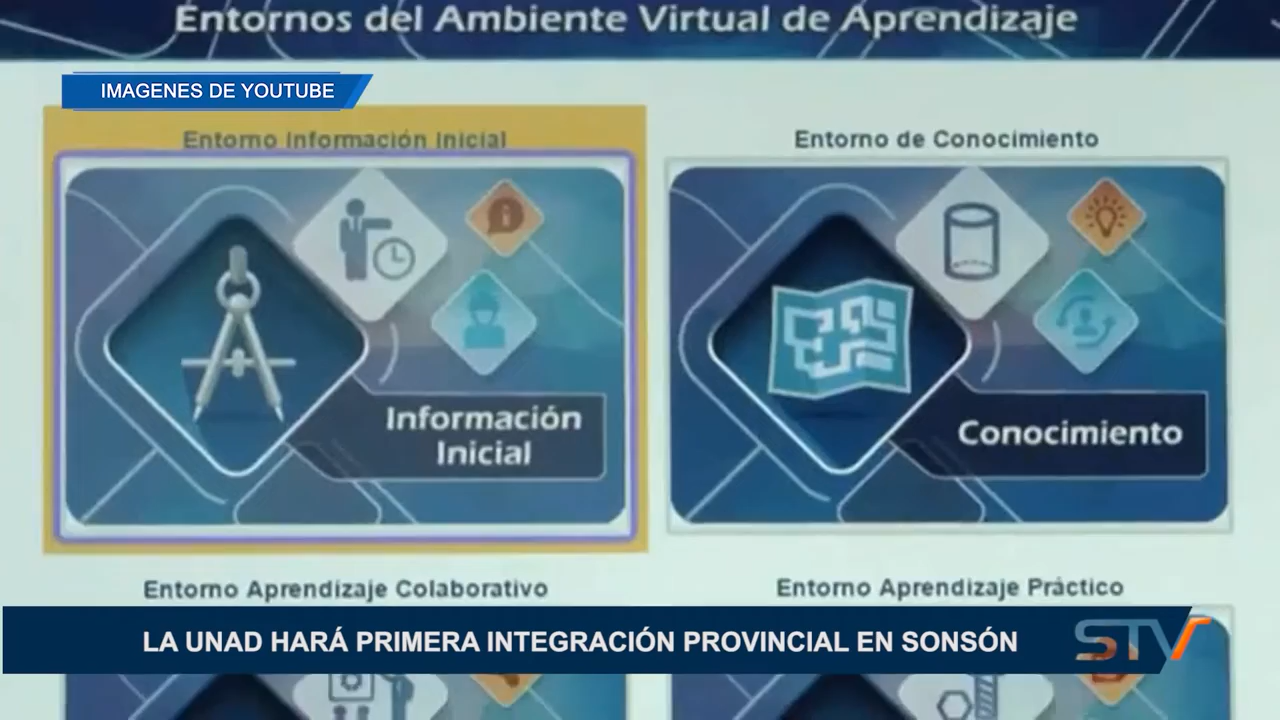 Entornos del Ambiente Virtual de Aprendizaje
IMAGENES DE YOUTUBE
Entorno Información Inicial
Entorno de Conocimiento
Información
Inicial
Conocimiento
Entorno Aprendizaje Colaborativo
Entorno Aprendizaje Práctico
LA UNAD HARÁ PRIMERA INTEGRACIÓN PROVINCIAL EN SONSÓN
STV